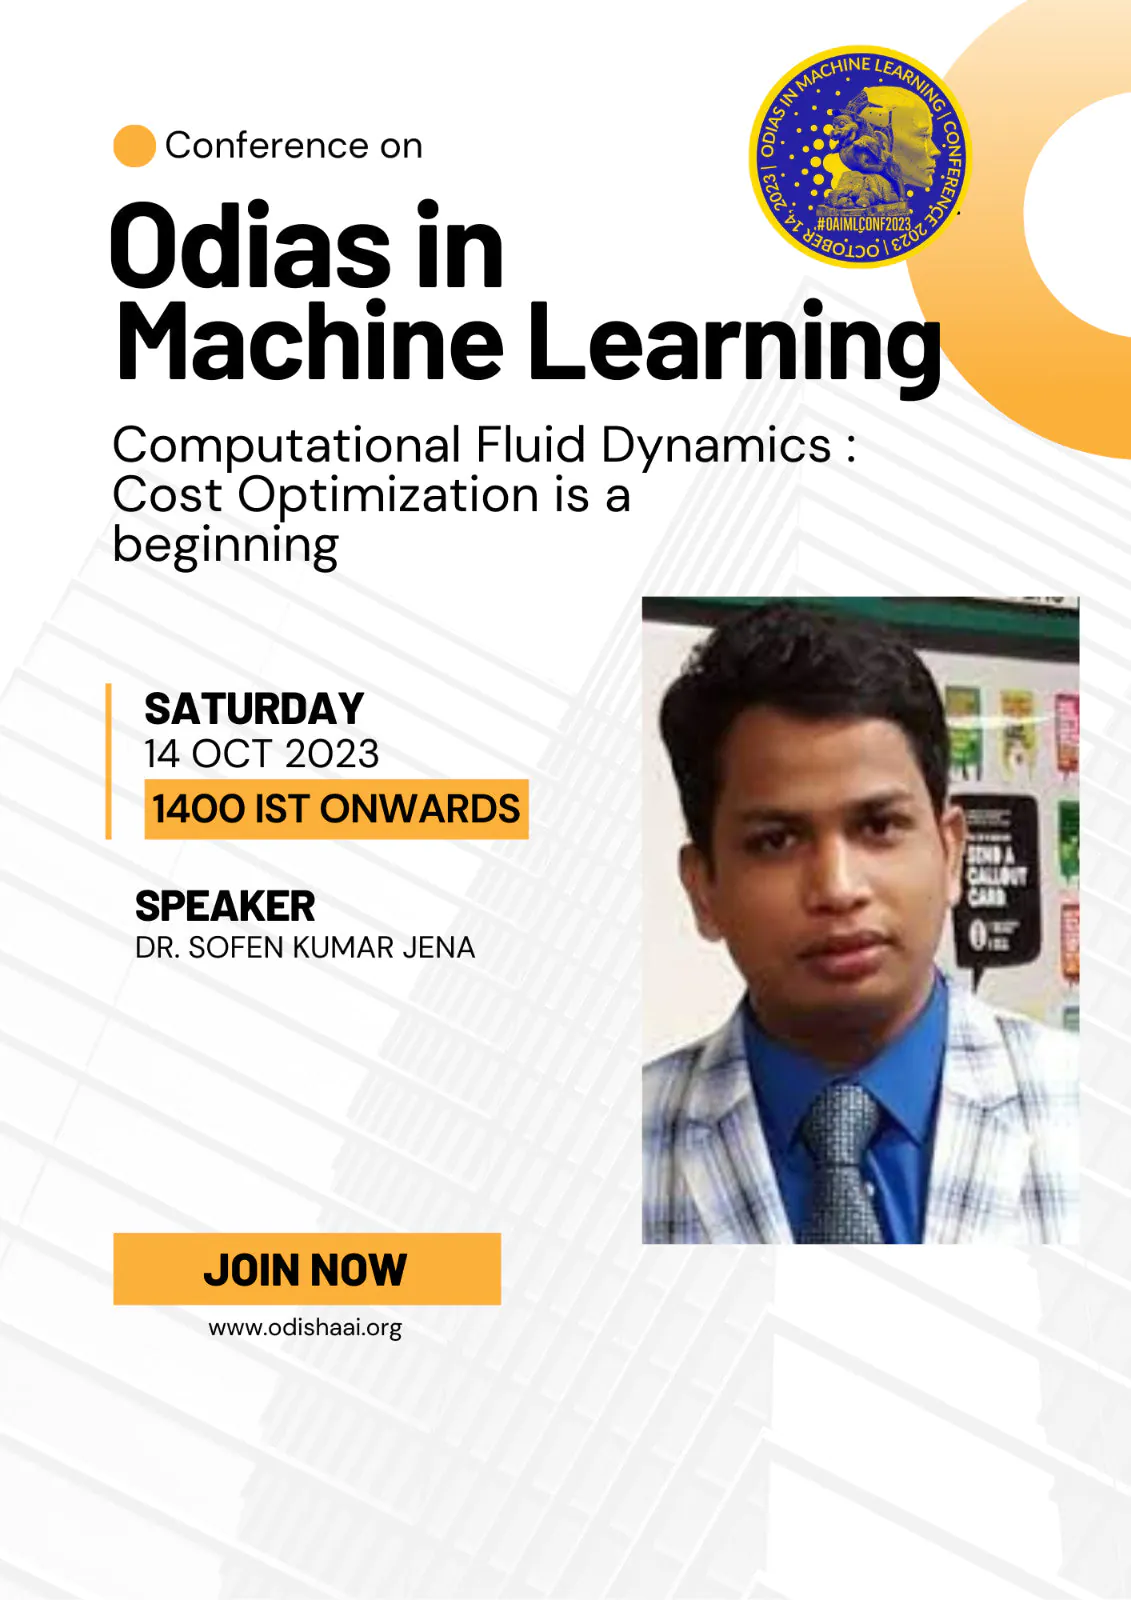 ODIAS IN MACHINE LEARNING | CONFERENCE 2023 | OCTOBER 14, 2023 |
#OAIMLCONF2023
Conference on
Odias in
Machine Learning
Computational Fluid Dynamics :
Cost Optimization is a
beginning
SATURDAY
14 OCT 2023
1400 IST ONWARDS
SPEAKER
DR. SOFEN KUMAR JENA
SEND A
CALLOUT
CARD
JOIN NOW
www.odishaai.org